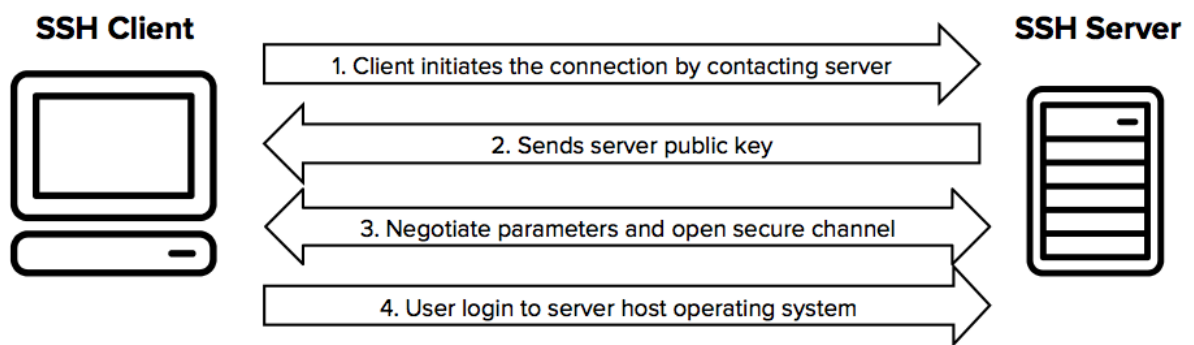 SSH Client
SSH Server
1. Client initiates the connection by contacting server
2. Sends server public key
3. Negotiate parameters and open secure channel
4. User login to server host operating system